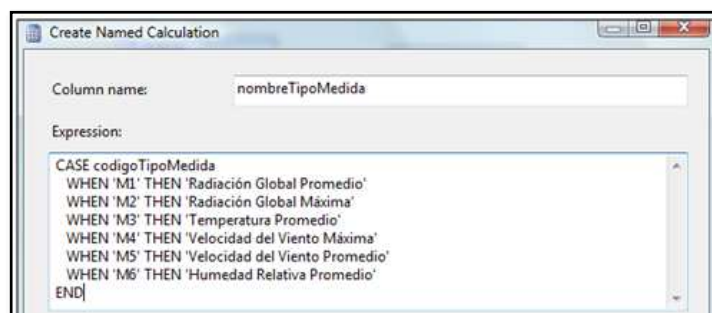 Create Named Calculation
Column name: nombreTipoMedida
Expression:
CASE codigoTipoMedida
WHEN 'M1' THEN 'Radiación Global Promedio'
WHEN 'M2' THEN 'Radiación Global Máxima'
WHEN 'M3' THEN 'Temperatura Promedio'
WHEN 'M4' THEN 'Velocidad del Viento Máxima'
WHEN 'M5' THEN 'Velocidad del Viento Promedio'
WHEN 'M6' THEN 'Humedad Relativa Promedio'
END